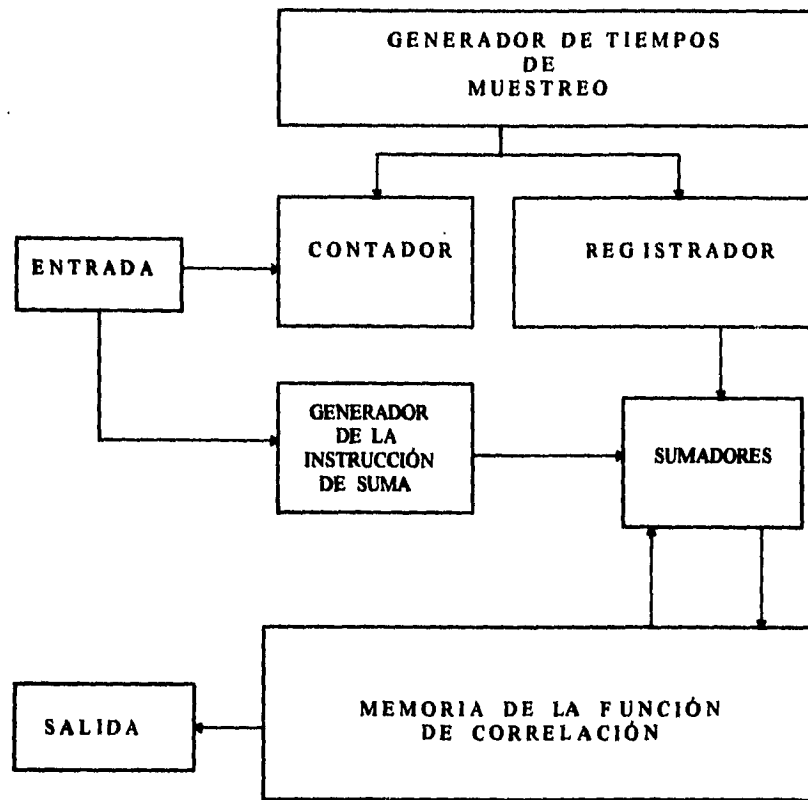 GENERADOR DE TIEMPOS
DE
MUESTREO
CONTADOR
REGISTRADOR
ENTRADA
GENERADOR
DE LA
INSTRUCCIÓN
DE SUMA
SUMADORES
SALIDA
MEMORIA DE LA FUNCIÓN
DE CORRELACIÓN